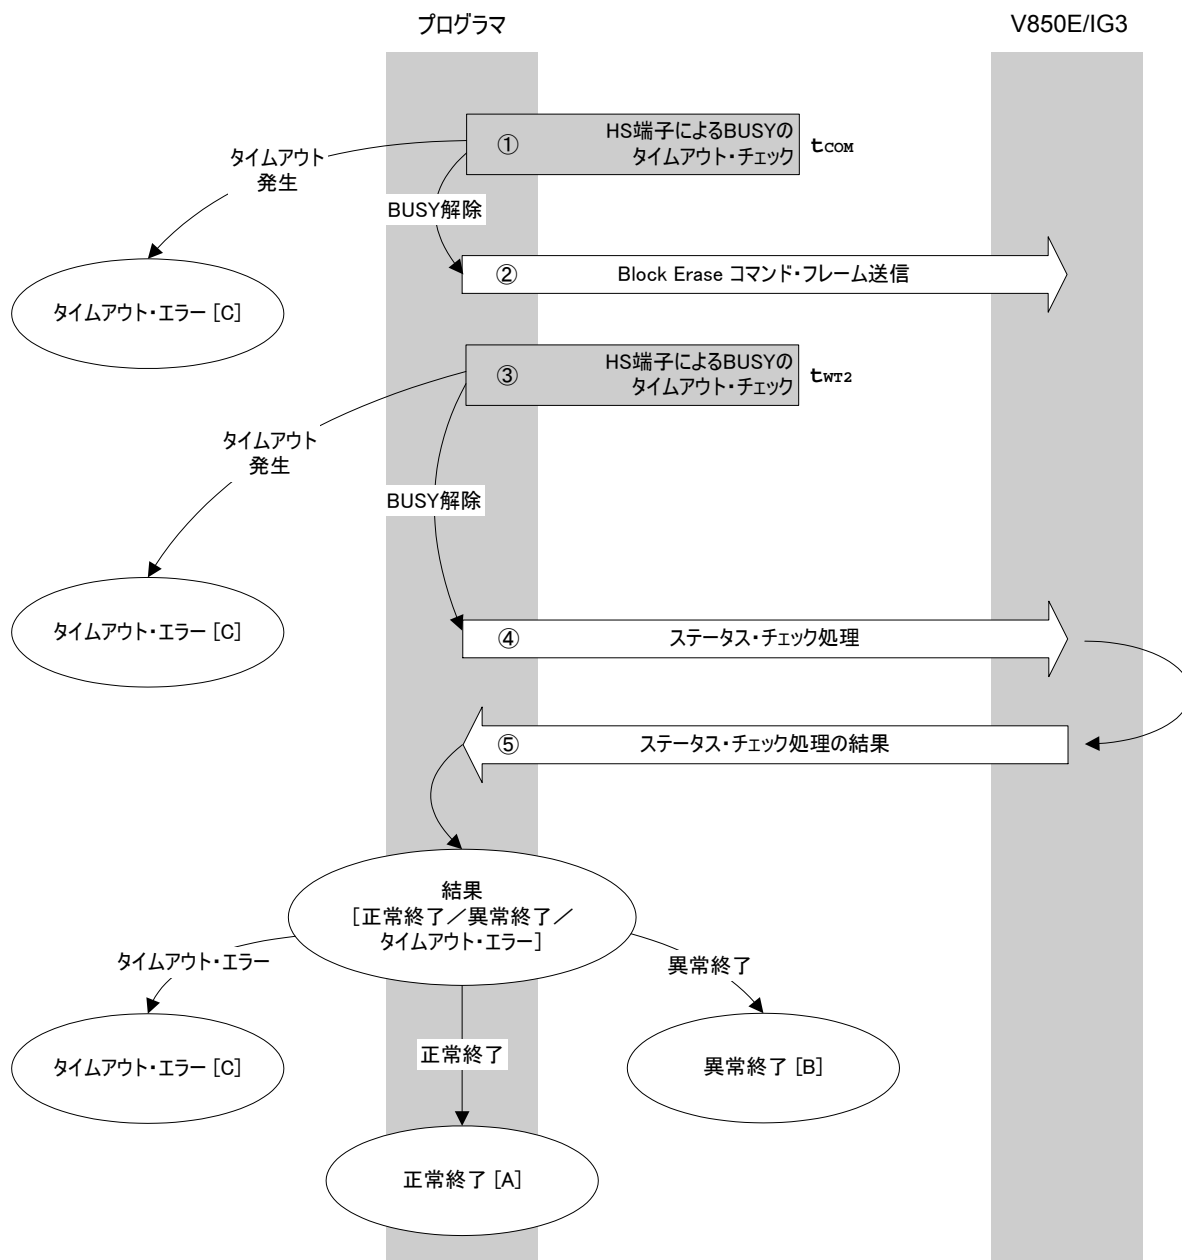 プログラマ
V850E/IG3
①
HS端子によるBUSYの
タイムアウト・チェック
tCOM
タイムアウト
発生
BUSY解除
②
Block Erase コマンド・フレーム送信
タイムアウト・エラー [C]
③
HS端子によるBUSYの
タイムアウト・チェック
tWT2
タイムアウト
発生
BUSY解除
タイムアウト・エラー [C]
④
ステータス・チェック処理
⑤
ステータス・チェック処理の結果
結果
[正常終了／異常終了／
タイムアウト・エラー]
タイムアウト・エラー
異常終了
タイムアウト・エラー [C]
正常終了
異常終了 [B]
正常終了 [A]